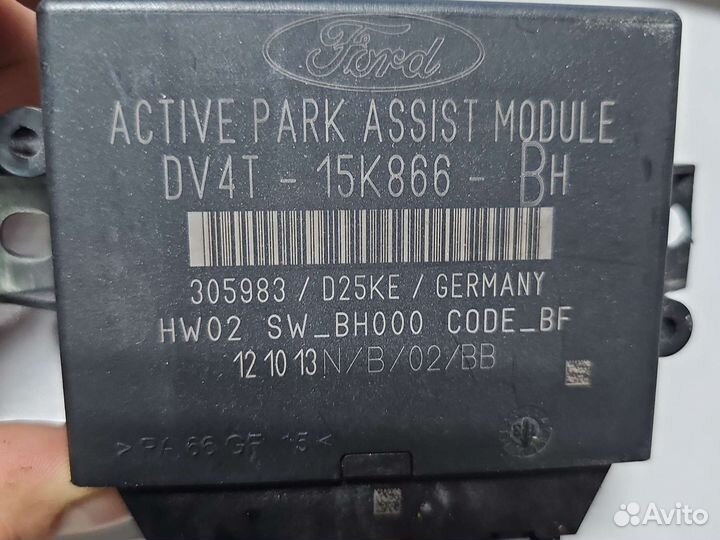 Ford
ACTIVE PARK ASSIST MODULE
DV4T - 15K866 - BH
305983 / D25KE / GERMANY
HW02 SW_BH000 CODE_BF
12 10 13 N/B/02/BB
>PA 66 GF 15<
Avito